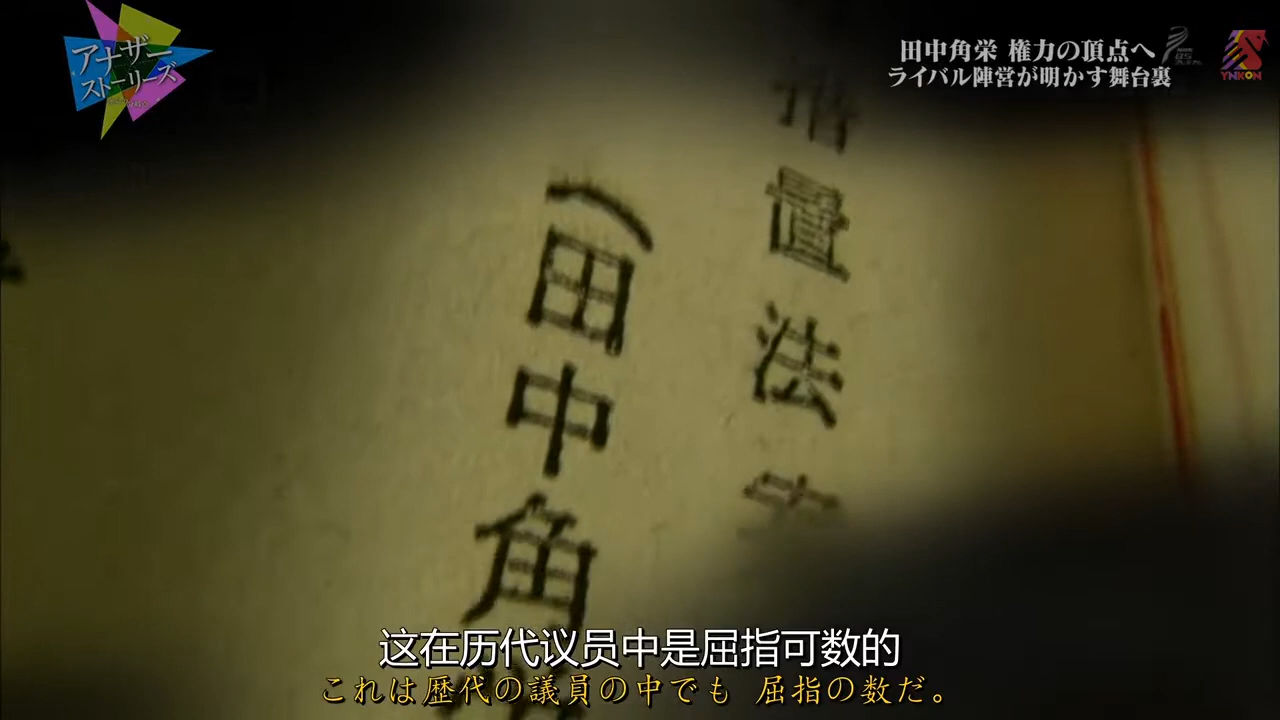 アナザー
ストーリーズ
田中角栄 権力の頂点へ
ライバル陣営が明かす舞台裏
YNKON
措置法案
(田中角榮
这在历代议员中是屈指可数的
これは歴代の議員の中でも 屈指の数だ。